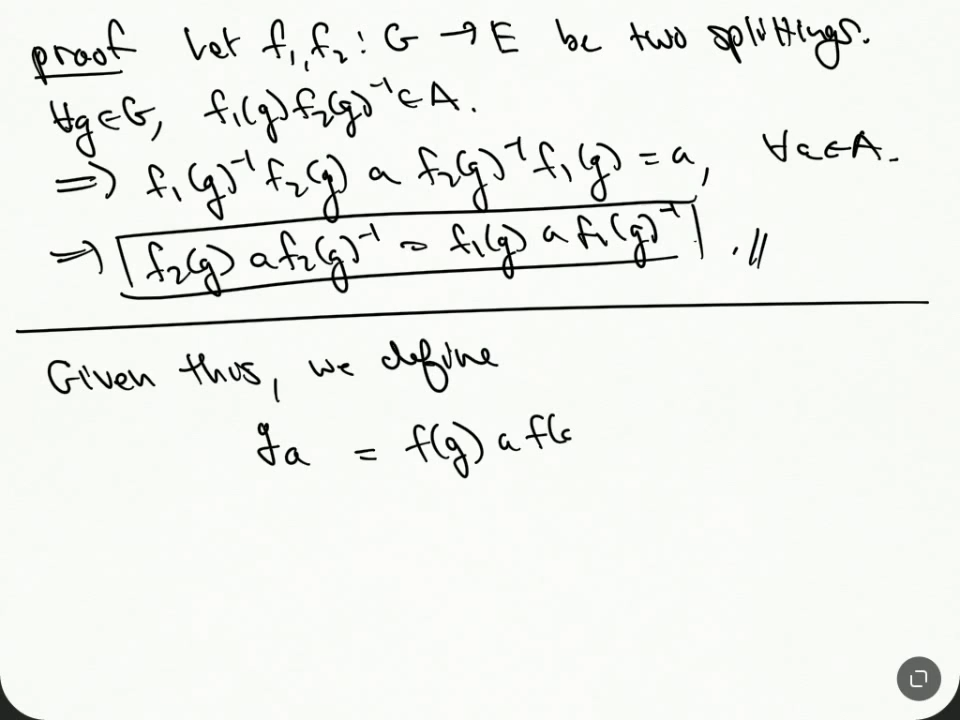 proof Let f₁, f₂ : G → E be two splittings.
∀g∈G, f₁(g)f₂(g)⁻¹ ∈ A.
⇒ f₁(g)⁻¹f₂(g) a f₂(g)⁻¹f₁(g) = a, ∀a∈A.
⇒ f₂(g) a f₂(g)⁻¹ = f₁(g) a f₁(g)⁻¹ . //
Given this, we define
ᵍa = f(g) a f(